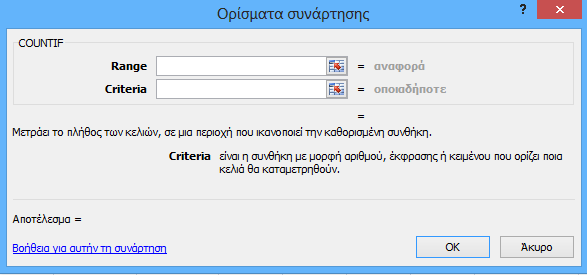 Ορίσματα συνάρτησης
?
COUNTIF
Range = αναφορά
Criteria = οποιαδήποτε
=
Μετράει το πλήθος των κελιών, σε μια περιοχή που ικανοποιεί την καθορισμένη συνθήκη.
Criteria είναι η συνθήκη με μορφή αριθμού, έκφρασης ή κειμένου που ορίζει ποια
κελιά θα καταμετρηθούν.
Αποτέλεσμα =
Βοήθεια για αυτήν τη συνάρτηση
OK Άκυρο